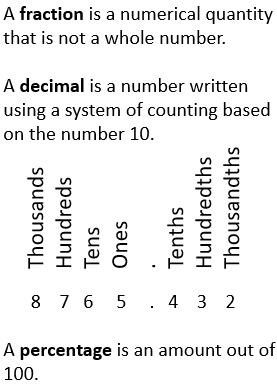 A fraction is a numerical quantity
that is not a whole number.
A decimal is a number written
using a system of counting based
on the number 10.
Thousands Hundreds Tens Ones . Tenths Hundredths Thousandths
8 7 6 5 . 4 3 2
A percentage is an amount out of
100.